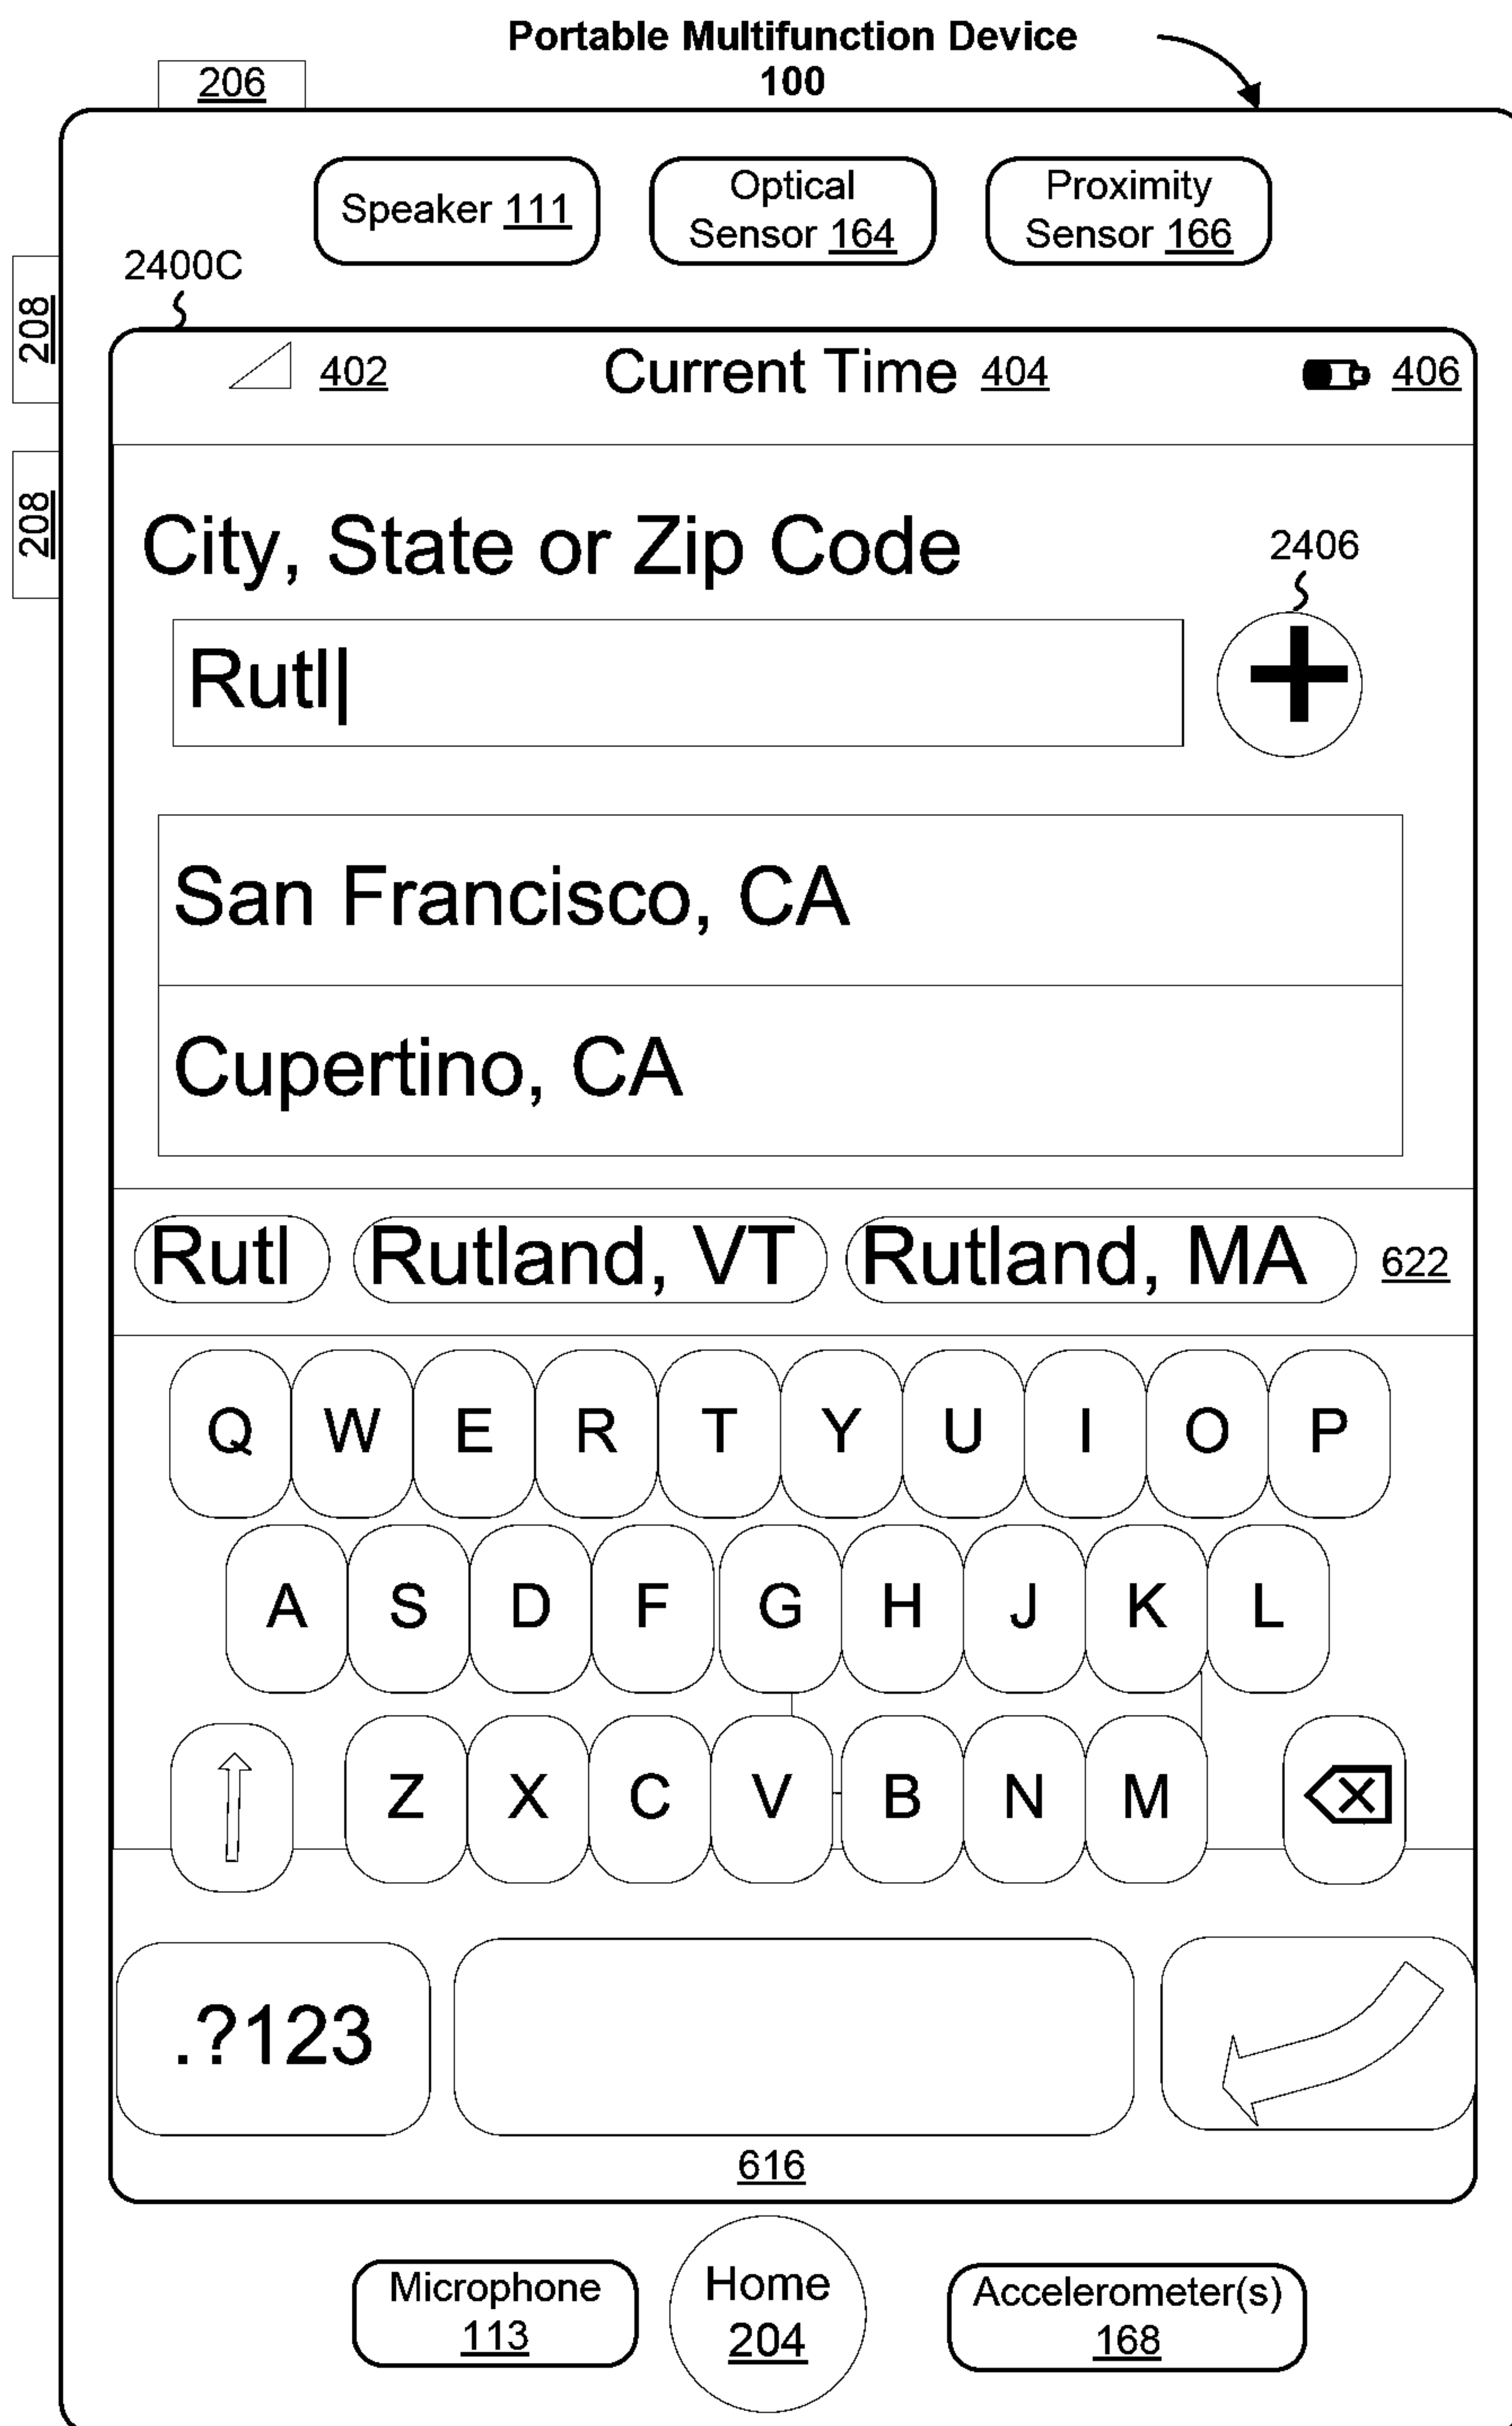 Portable Multifunction Device
100
206
Speaker 111
Optical
Sensor 164
Proximity
Sensor 166
2400C
208
208
402
Current Time 404
406
City, State or Zip Code
2406
Rutl
San Francisco, CA
Cupertino, CA
Rutl Rutland, VT Rutland, MA 622
Q W E R T Y U I O P
A S D F G H J K L
Z X C V B N M
.?123
616
Microphone
113
Home
204
Accelerometer(s)
168